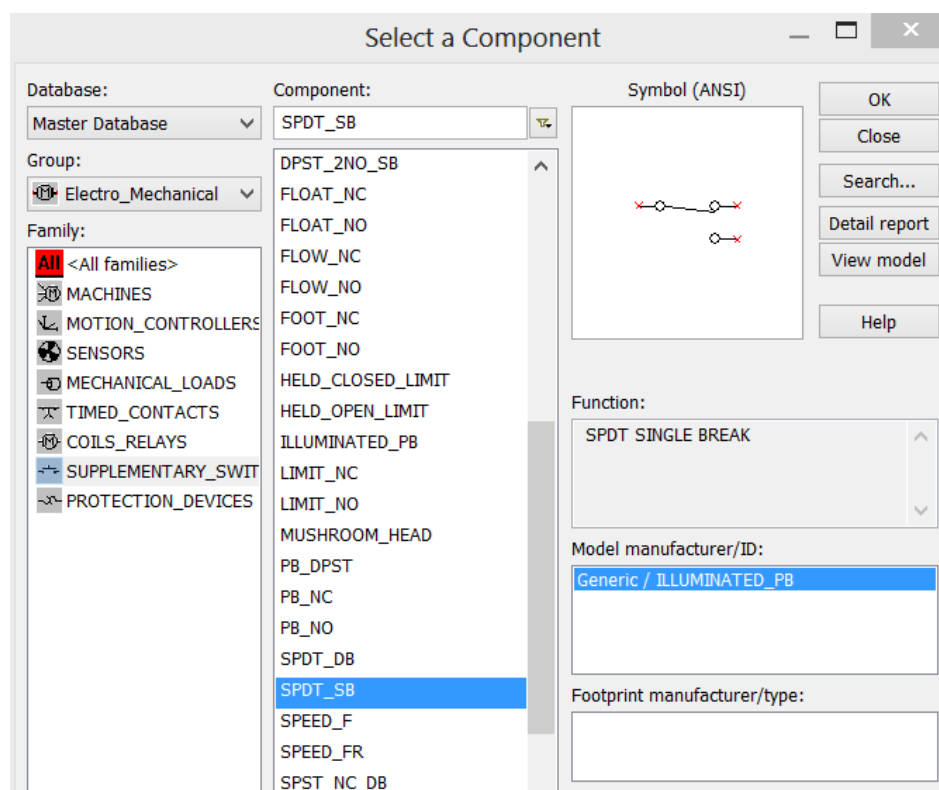 Select a Component
Database:
Master Database
Group:
Electro_Mechanical
Family:
All <All families>
MACHINES
MOTION_CONTROLLERS
SENSORS
MECHANICAL_LOADS
TIMED_CONTACTS
COILS_RELAYS
SUPPLEMENTARY_SWIT
PROTECTION_DEVICES
Component:
SPDT_SB
DPST_2NO_SB
FLOAT_NC
FLOAT_NO
FLOW_NC
FLOW_NO
FOOT_NC
FOOT_NO
HELD_CLOSED_LIMIT
HELD_OPEN_LIMIT
ILLUMINATED_PB
LIMIT_NC
LIMIT_NO
MUSHROOM_HEAD
PB_DPST
PB_NC
PB_NO
SPDT_DB
SPDT_SB
SPEED_F
SPEED_FR
SPST_NC_DB
Symbol (ANSI)
Function:
SPDT SINGLE BREAK
Model manufacturer/ID:
Generic / ILLUMINATED_PB
Footprint manufacturer/type:
OK
Close
Search...
Detail report
View model
Help